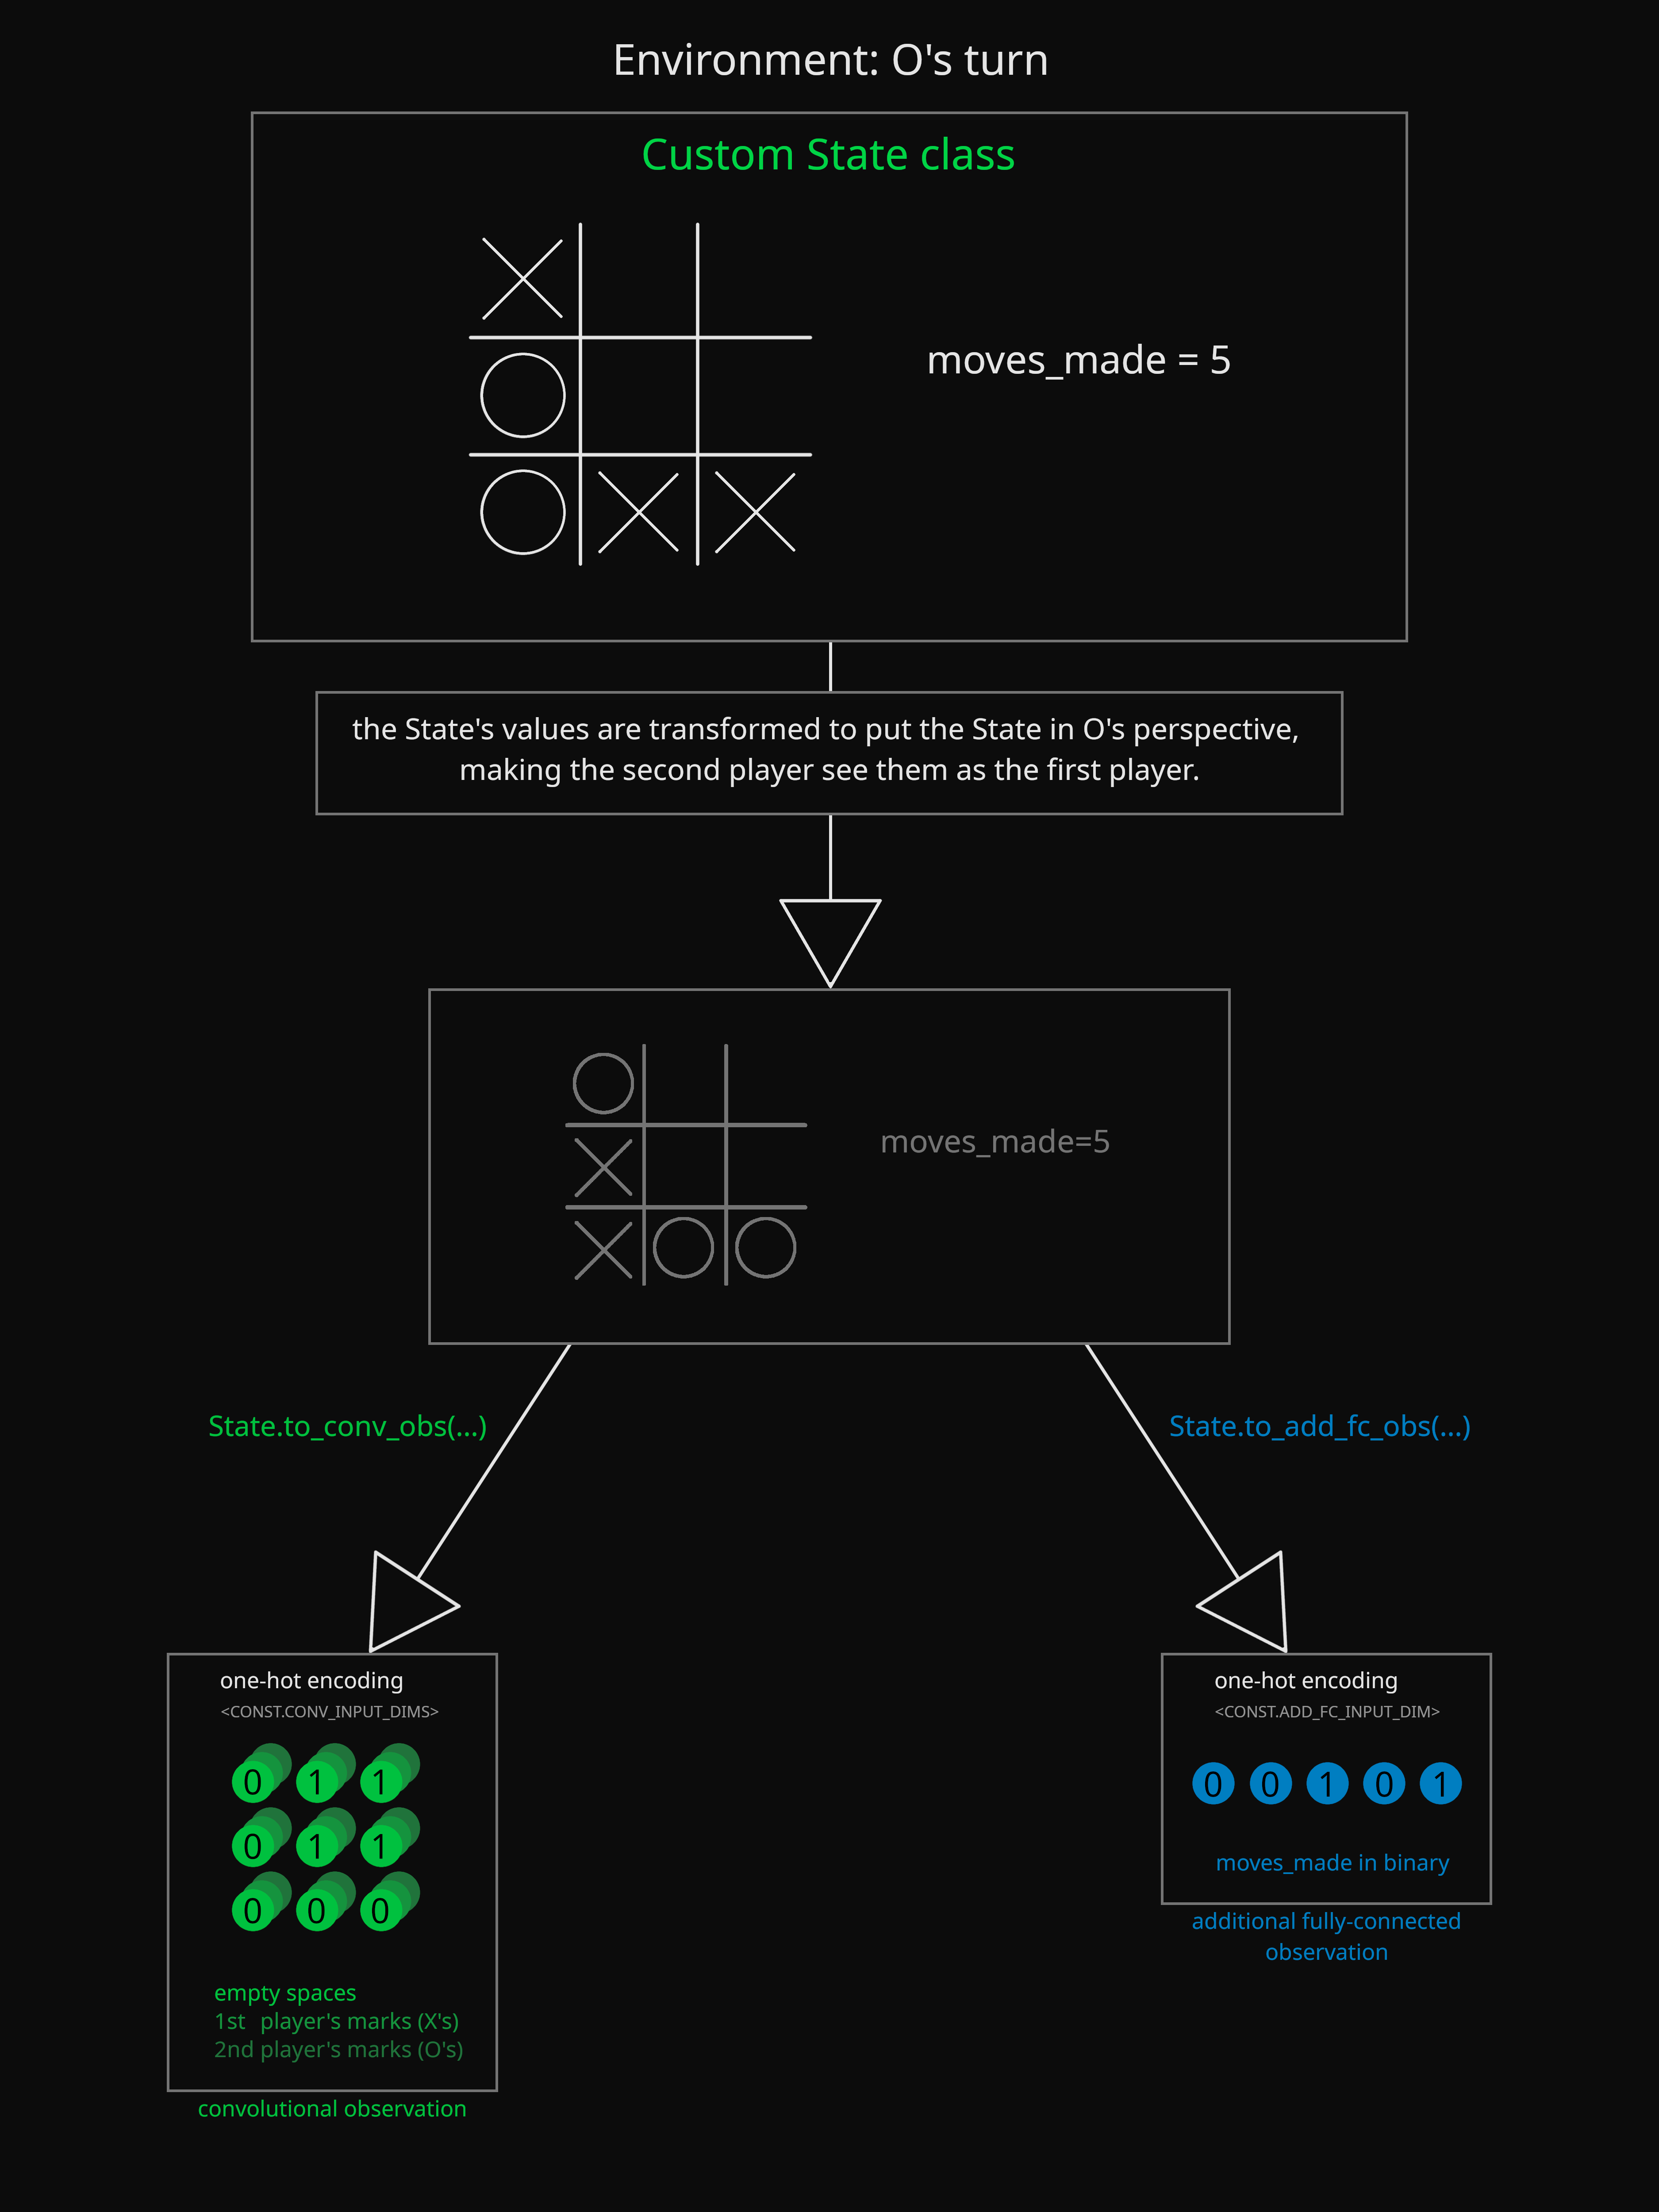 Environment: O's turn
Custom State class
moves_made = 5
the State's values are transformed to put the State in O's perspective,
making the second player see them as the first player.
moves_made=5
State.to_conv_obs(...)
State.to_add_fc_obs(...)
one-hot encoding
<CONST.CONV_INPUT_DIMS>
0 1 1
0 1 1
0 0 0
empty spaces
1st player's marks (X's)
2nd player's marks (O's)
convolutional observation
one-hot encoding
<CONST.ADD_FC_INPUT_DIM>
0 0 1 0 1
moves_made in binary
additional fully-connected
observation